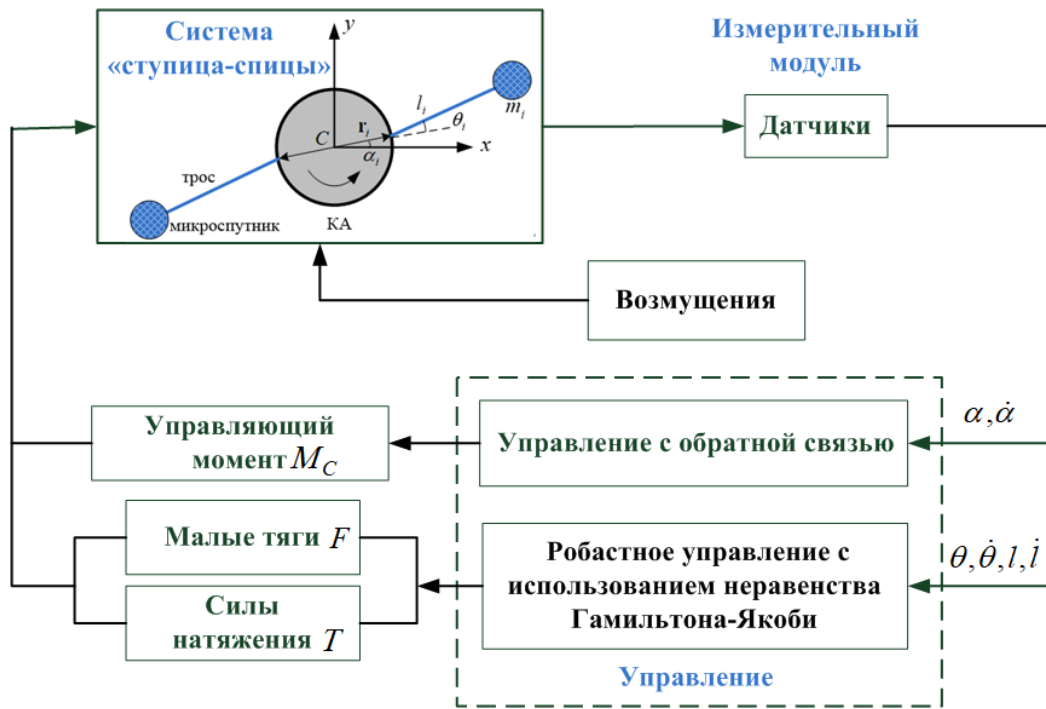 Система
«ступица-спицы»
y
l_i
m_i
r_i
θ_i
C
α_i
x
трос
микроспутник
КА
Измерительный
модуль
Датчики
Возмущения
Управляющий
момент M_C
Управление с обратной связью
α, α̇
Малые тяги F
Силы
натяжения T
Робастное управление с
использованием неравенства
Гамильтона-Якоби
θ, θ̇, l, l̇
Управление